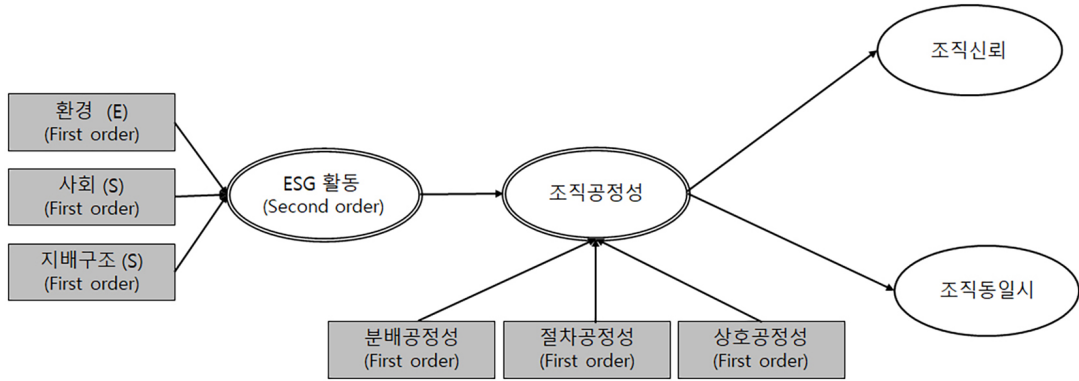 조직신뢰
환경 (E)
(First order)
사회 (S)
(First order)
지배구조 (S)
(First order)
ESG 활동
(Second order)
조직공정성
조직동일시
분배공정성
(First order)
절차공정성
(First order)
상호공정성
(First order)